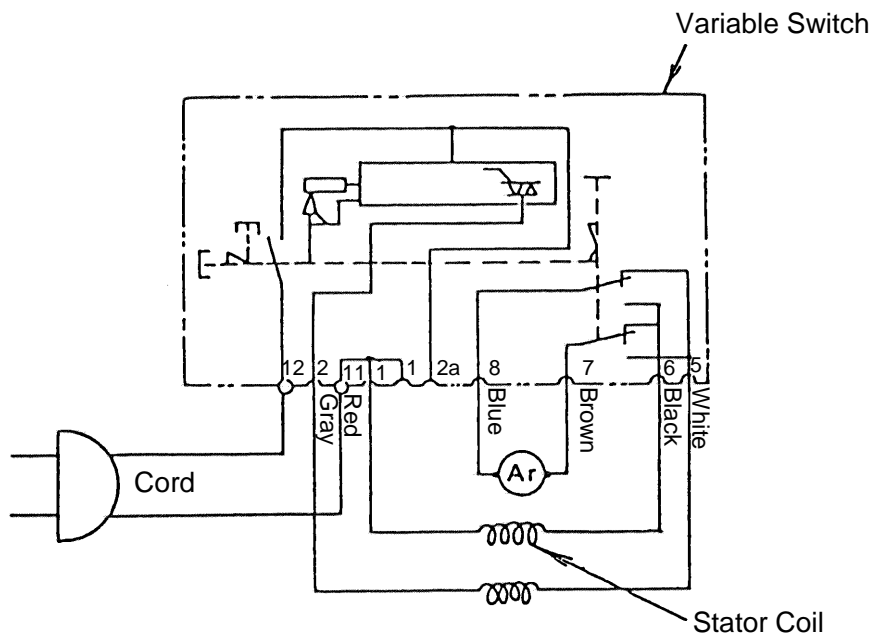 Variable Switch
12
2
11
1
1
2a
8
7
6
5
Gray
Red
Blue
Brown
Black
White
Ar
Cord
Stator Coil